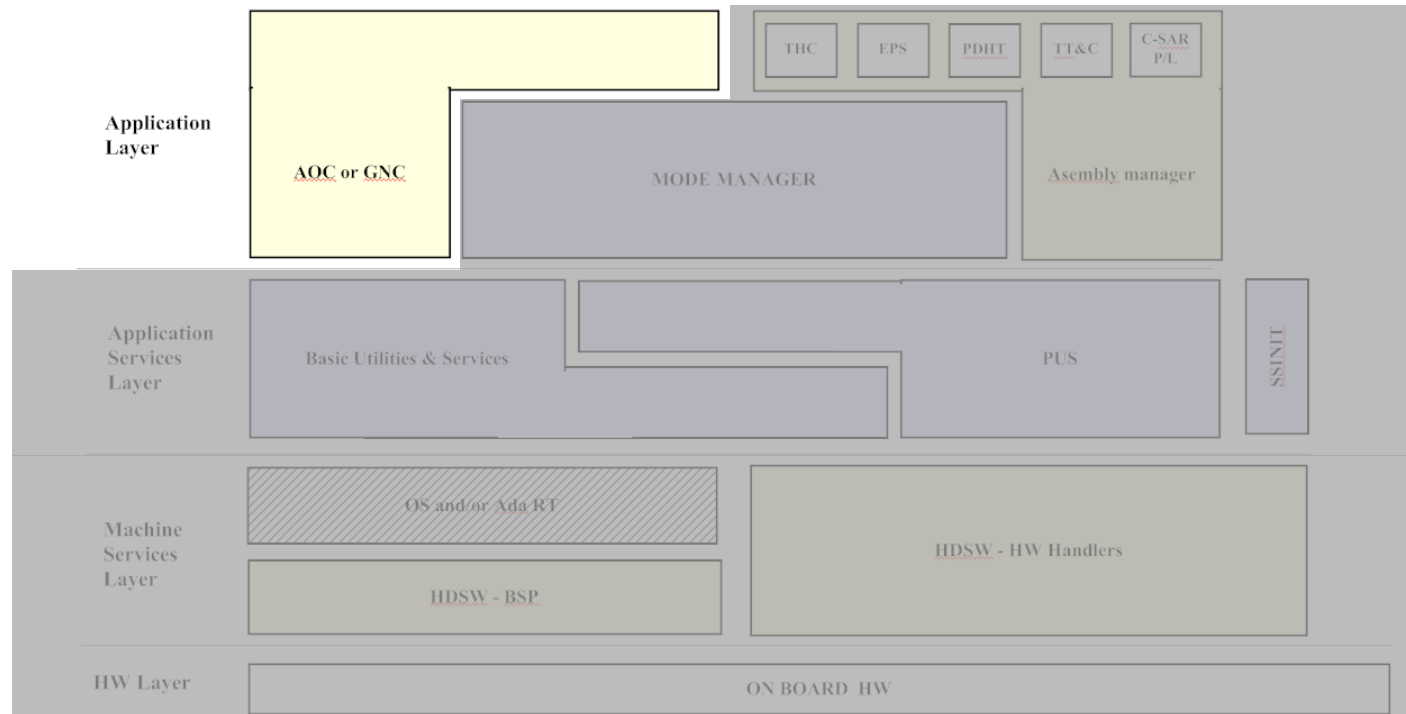 THC
EPS
PDHT
TT&C
C-SAR
P/L
Application
Layer
AOC or GNC
MODE MANAGER
Asembly manager
Application
Services
Layer
Basic Utilities & Services
PUS
SSINIT
OS and/or Ada RT
Machine
Services
Layer
HDSW - HW Handlers
HDSW - BSP
HW Layer
ON BOARD HW